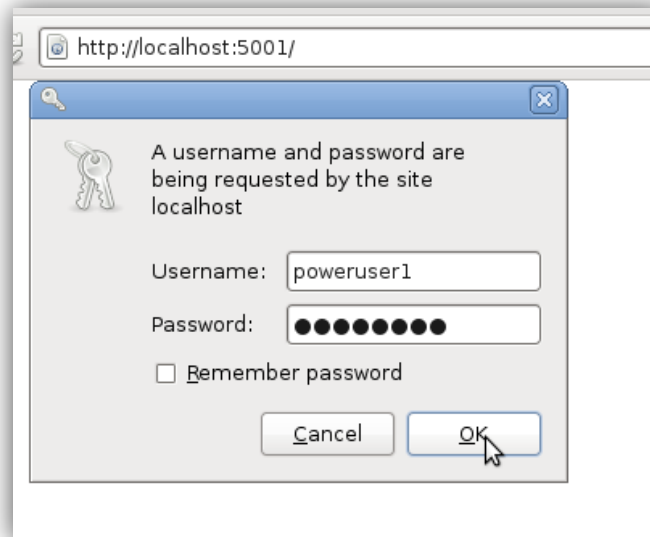 http://localhost:5001/
A username and password are
being requested by the site
localhost
Username: poweruser1
Password: ●●●●●●●●
Remember password
Cancel OK